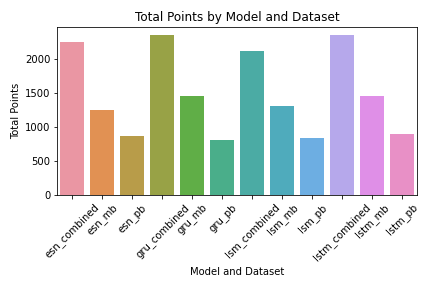 Total Points by Model and Dataset
Total Points
2000
1500
1000
500
0
esn_combined
esn_mb
esn_pb
gru_combined
gru_mb
gru_pb
lsm_combined
lsm_mb
lsm_pb
lstm_combined
lstm_mb
lstm_pb
Model and Dataset